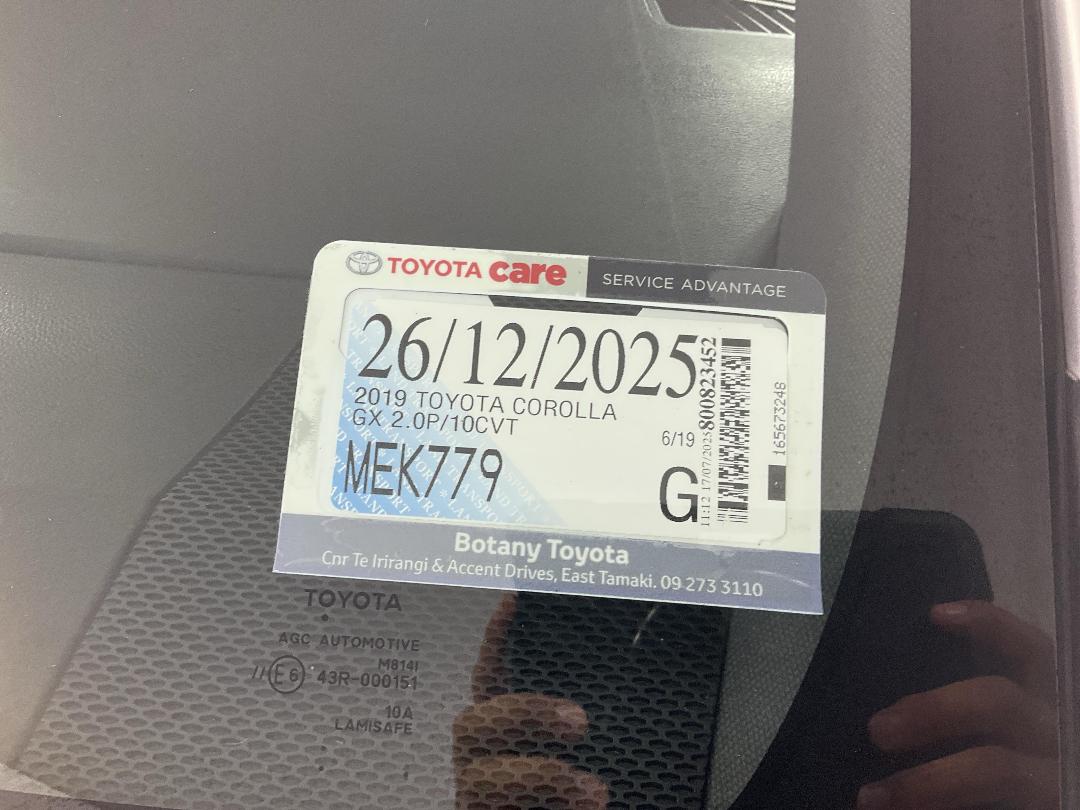 TOYOTA care SERVICE ADVANTAGE
26/12/2025
2019 TOYOTA COROLLA
GX 2.0P/10CVT
6/19
MEK779
G
11:12 17/07/2025 800823452
165673248
Botany Toyota
Cnr Te Irirangi & Accent Drives, East Tamaki. 09 273 3110
TOYOTA
AGC AUTOMOTIVE
M814I
//E6 43R-000151
10A
LAMISAFE